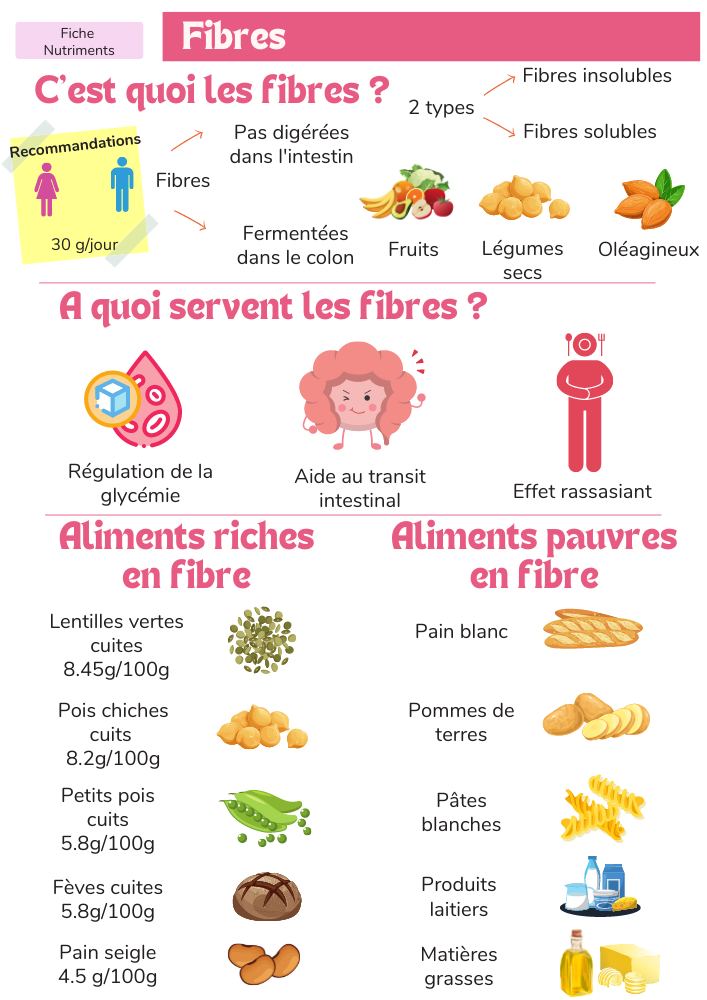 Fiche
Nutriments
Fibres
C'est quoi les fibres ?
2 types
Fibres insolubles
Fibres solubles
Recommandations
30 g/jour
Fibres
Pas digérées
dans l'intestin
Fermentées
dans le colon
Fruits
Légumes
secs
Oléagineux
A quoi servent les fibres ?
Régulation de la
glycémie
Aide au transit
intestinal
Effet rassasiant
Aliments riches
en fibre
Lentilles vertes
cuites
8.45g/100g
Pois chiches
cuits
8.2g/100g
Petits pois
cuits
5.8g/100g
Fèves cuites
5.8g/100g
Pain seigle
4.5 g/100g
Aliments pauvres
en fibre
Pain blanc
Pommes de
terres
Pâtes
blanches
Produits
laitiers
Matières
grasses